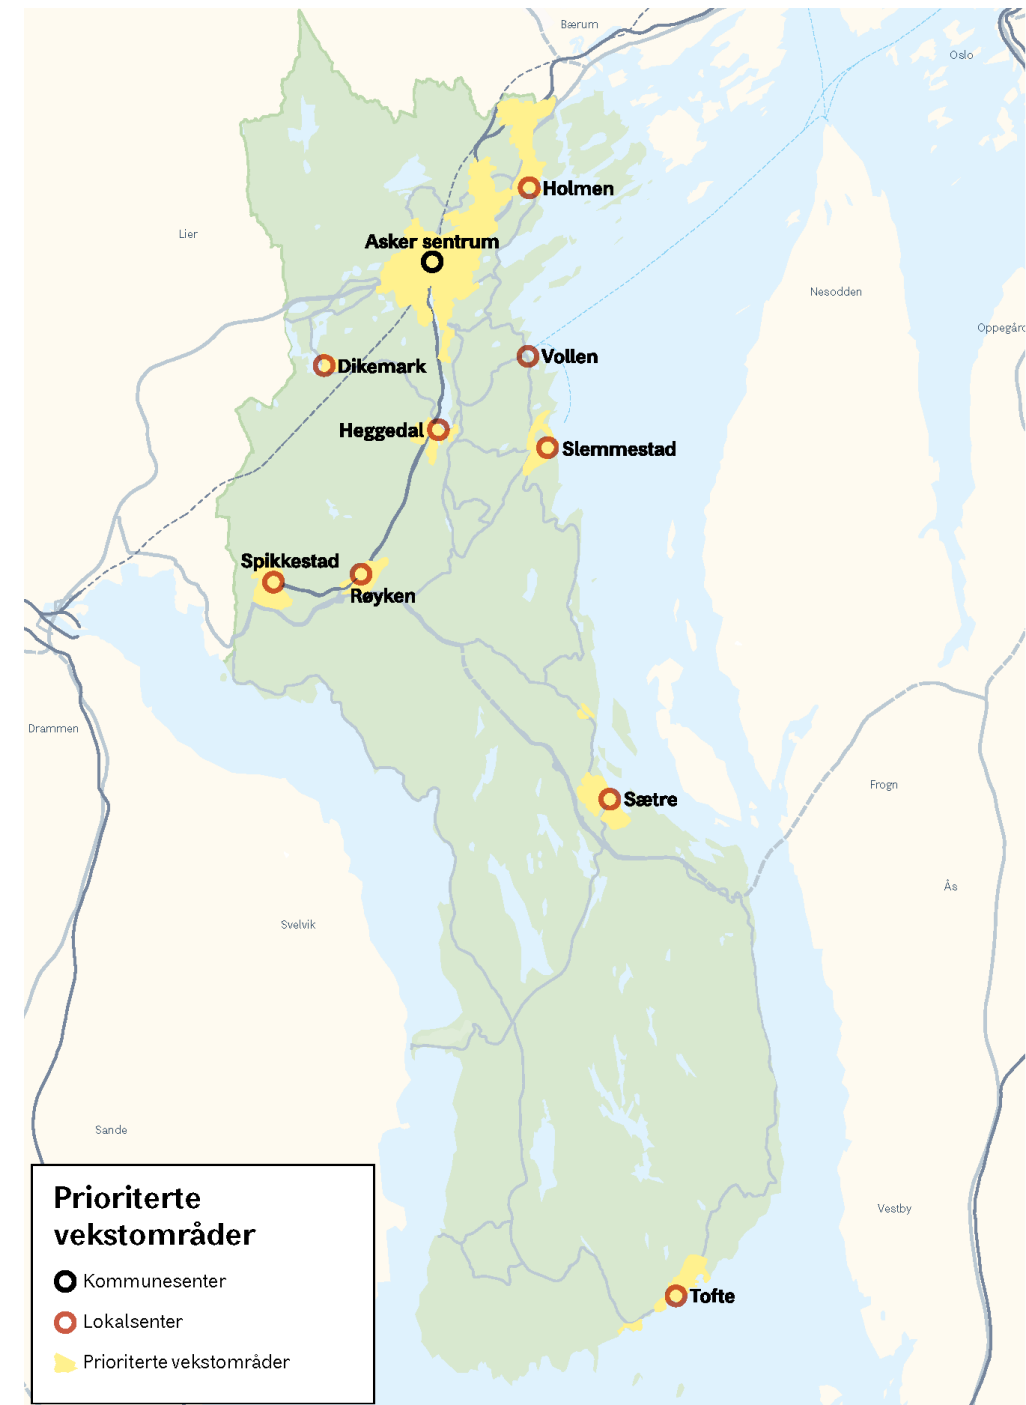 Bærum
Oslo
Holmen
Lier
Asker sentrum
Nesodden
Oppegård
Vollen
Dikemark
Heggedal
Slemmestad
Spikkestad
Røyken
Drammen
Frogn
Sætre
Ås
Svelvik
Sande
Vestby
Tofte
Prioriterte
vekstområder
Kommunesenter
Lokalsenter
Prioriterte vekstområder